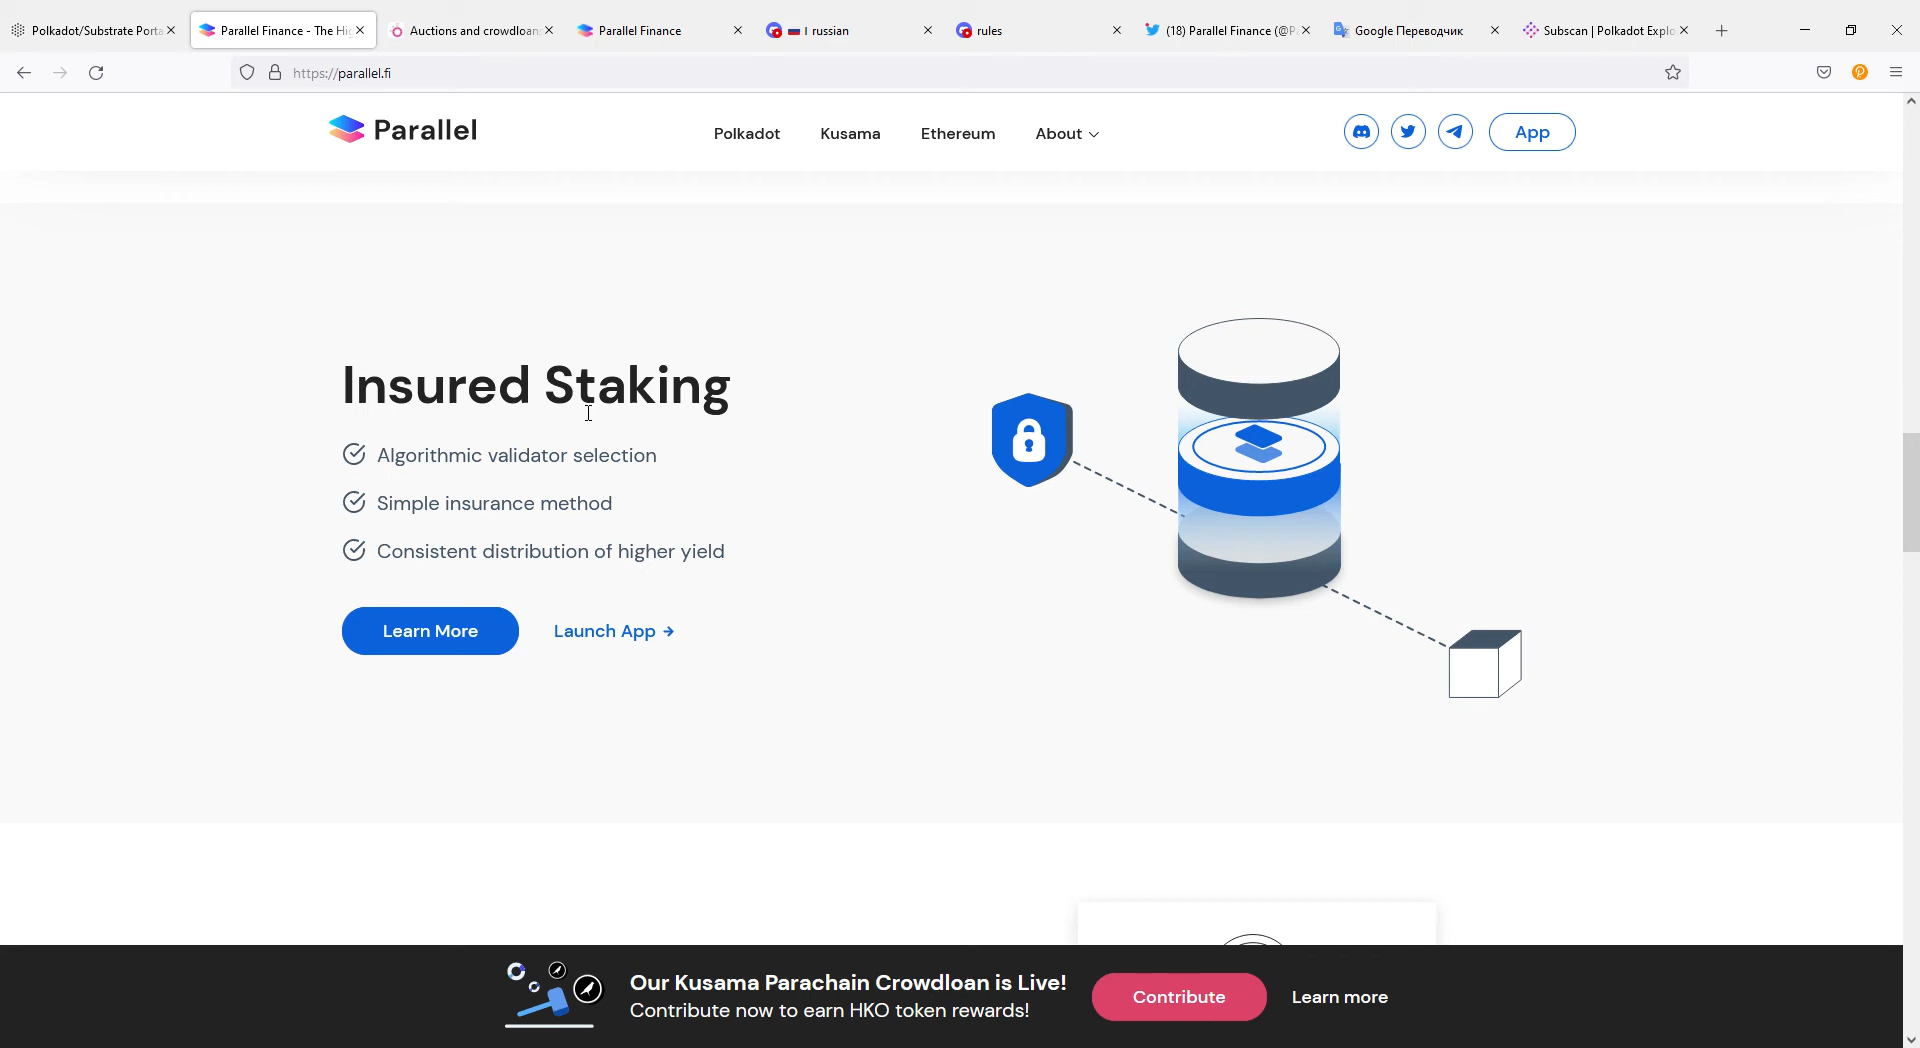 Polkadot/Substrate Porta
Parallel Finance - The Hig
Auctions and crowdloans
Parallel Finance
russian
rules
(18) Parallel Finance (@Pa
Google Переводчик
Subscan | Polkadot Explo
https://parallel.fi
Parallel
Polkadot
Kusama
Ethereum
About
App
Insured Staking
Algorithmic validator selection
Simple insurance method
Consistent distribution of higher yield
Learn More
Launch App →
Our Kusama Parachain Crowdloan is Live!
Contribute now to earn HKO token rewards!
Contribute
Learn more